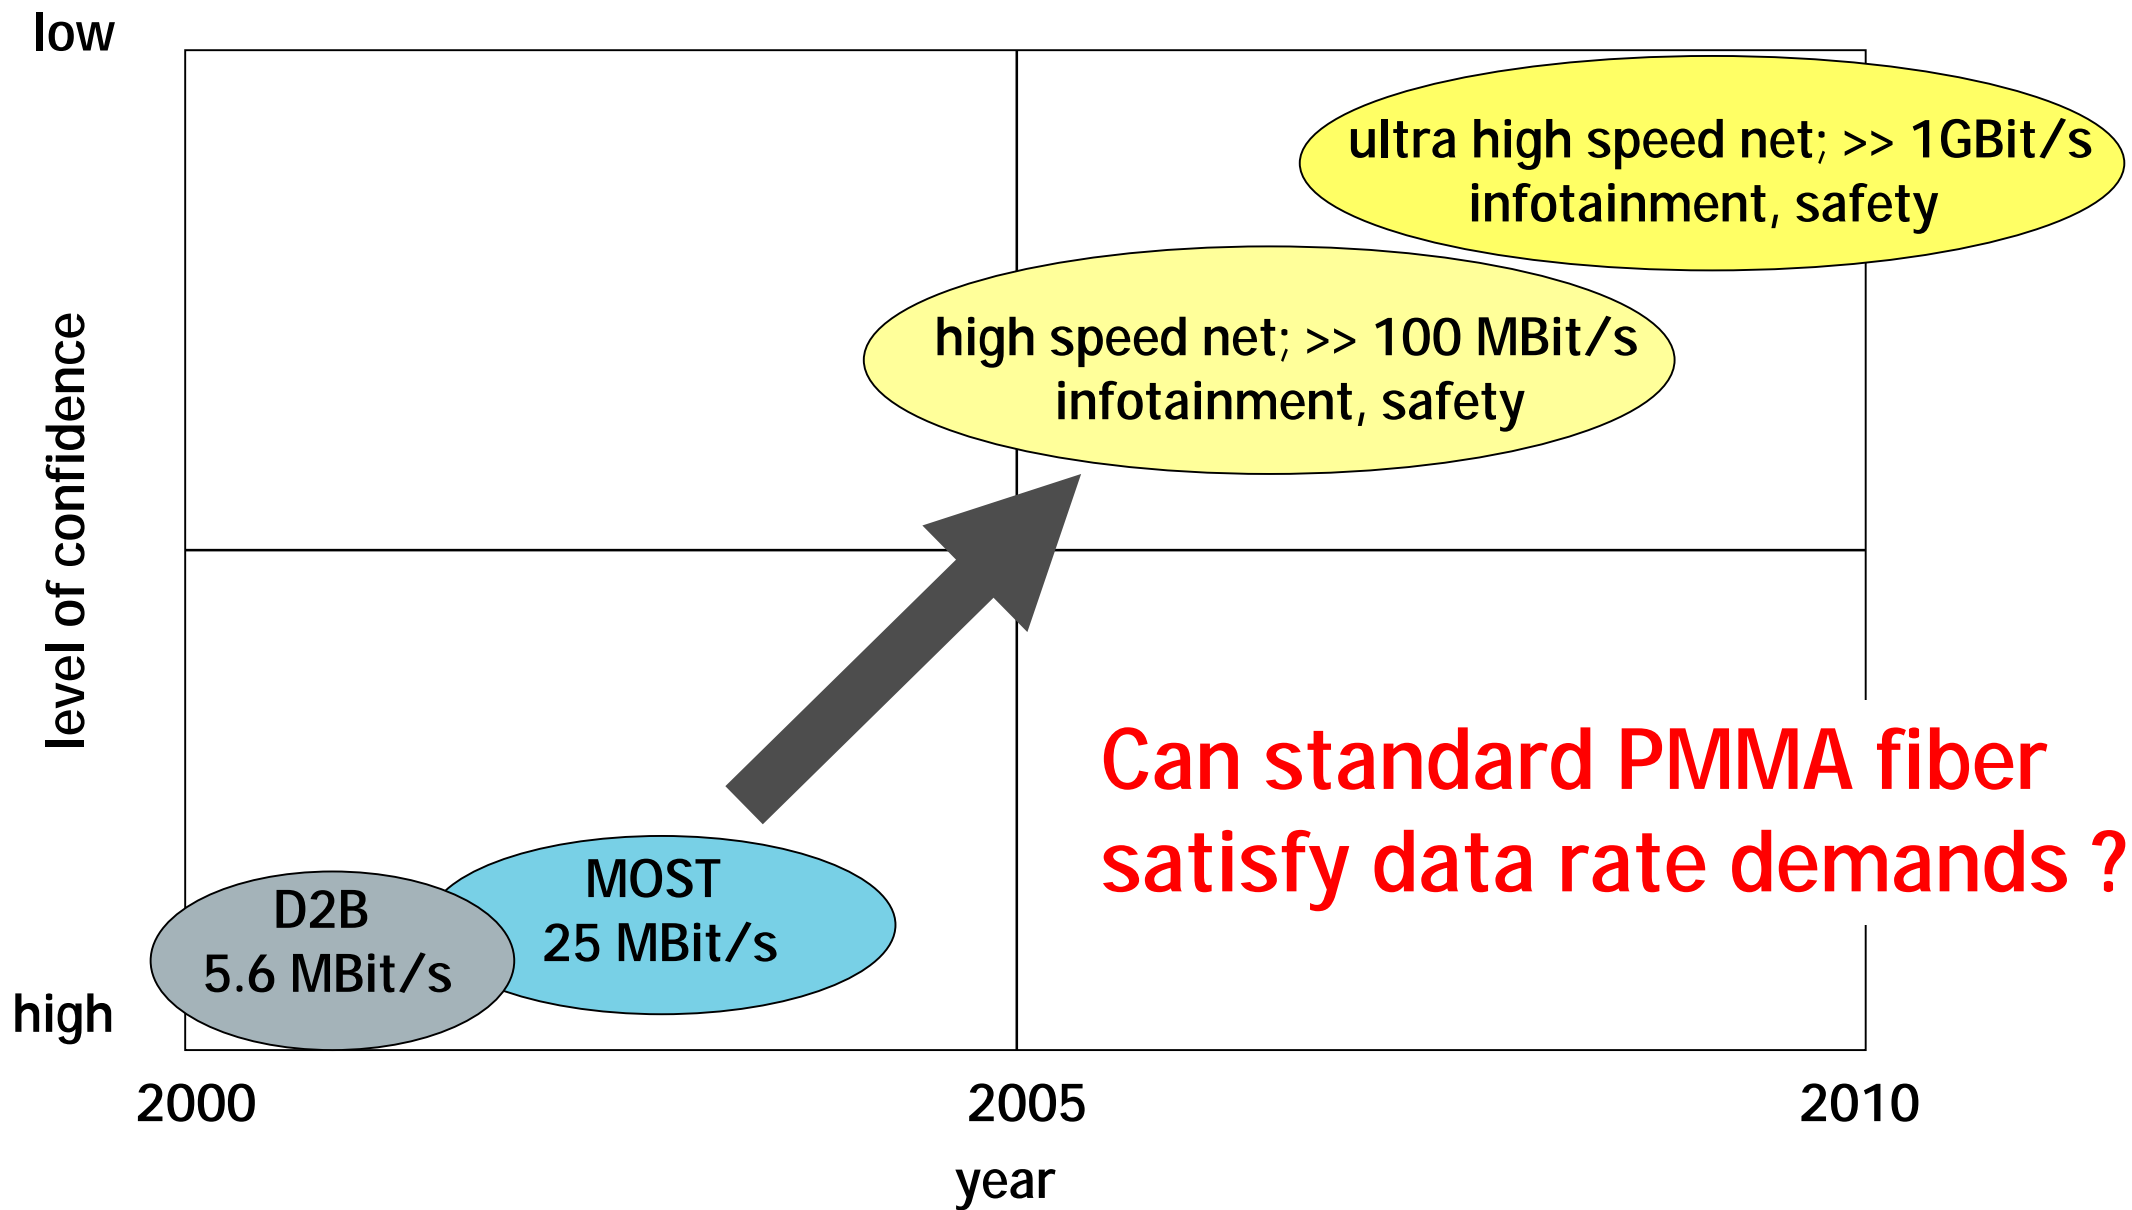 low
ultra high speed net; >> 1GBit/s
infotainment, safety
high speed net; >> 100 MBit/s
infotainment, safety
level of confidence
Can standard PMMA fiber
satisfy data rate demands ?
MOST
25 MBit/s
D2B
5.6 MBit/s
high
2000
2005
2010
year